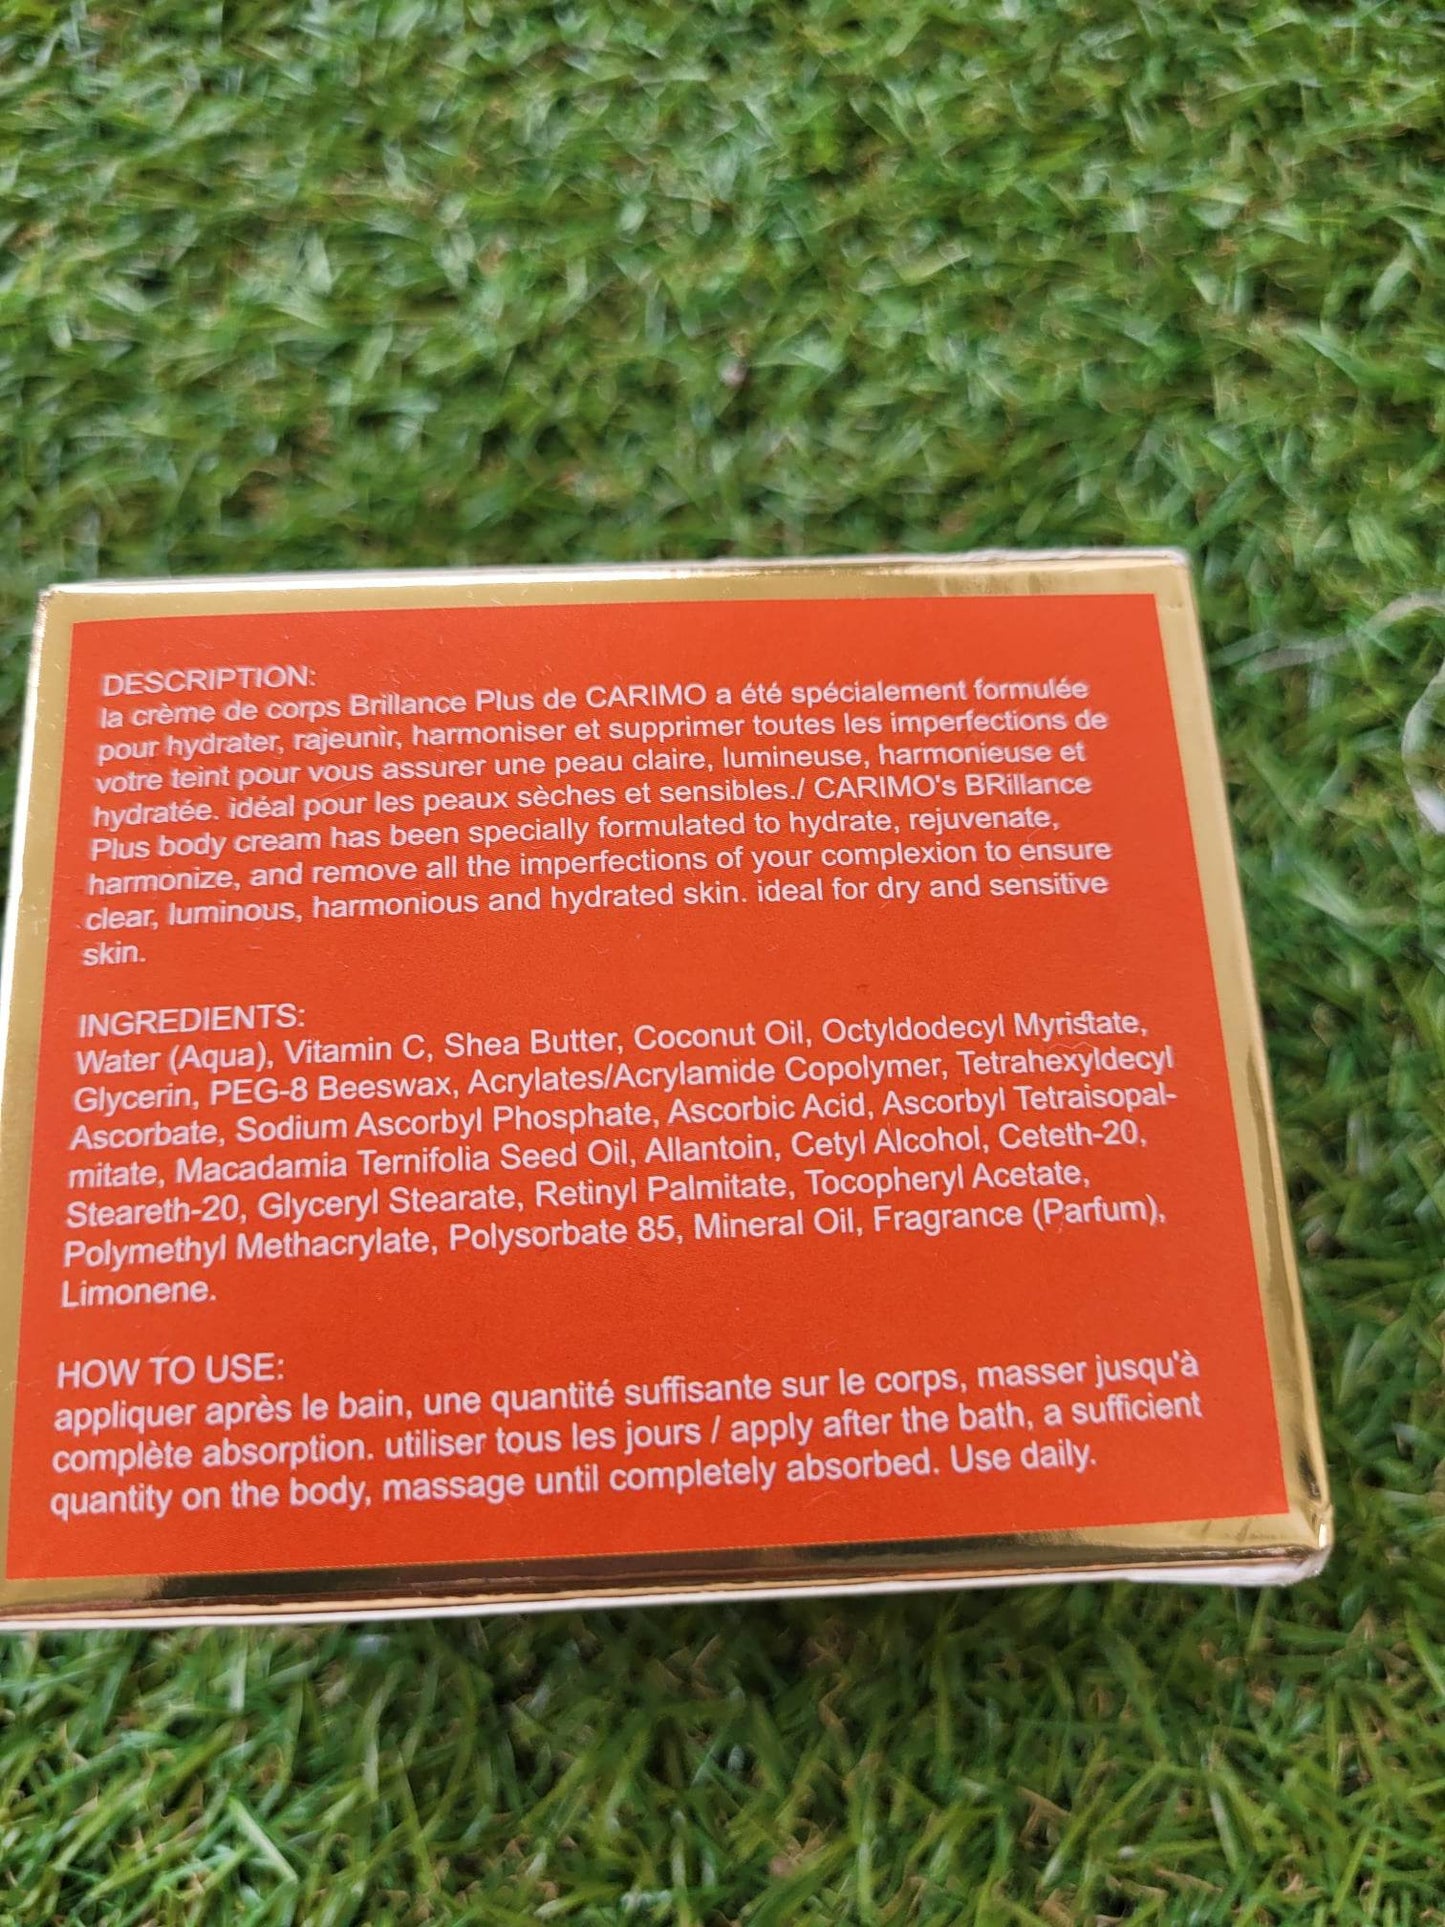 DESCRIPTION:
la crème de corps Brillance Plus de CARIMO a été spécialement formulée
pour hydrater, rajeunir, harmoniser et supprimer toutes les imperfections de
votre teint pour vous assurer une peau claire, lumineuse, harmonieuse et
hydratée. idéal pour les peaux sèches et sensibles./ CARIMO's BRillance
Plus body cream has been specially formulated to hydrate, rejuvenate,
harmonize, and remove all the imperfections of your complexion to ensure
clear, luminous, harmonious and hydrated skin. ideal for dry and sensitive
skin.
INGREDIENTS:
Water (Aqua), Vitamin C, Shea Butter, Coconut Oil, Octyldodecyl Myristate,
Glycerin, PEG-8 Beeswax, Acrylates/Acrylamide Copolymer, Tetrahexyldecyl
Ascorbate, Sodium Ascorbyl Phosphate, Ascorbic Acid, Ascorbyl Tetraisopal-
mitate, Macadamia Ternifolia Seed Oil, Allantoin, Cetyl Alcohol, Ceteth-20,
Steareth-20, Glyceryl Stearate, Retinyl Palmitate, Tocopheryl Acetate,
Polymethyl Methacrylate, Polysorbate 85, Mineral Oil, Fragrance (Parfum),
Limonene.
HOW TO USE:
appliquer après le bain, une quantité suffisante sur le corps, masser jusqu'à
complète absorption. utiliser tous les jours / apply after the bath, a sufficient
quantity on the body, massage until completely absorbed. Use daily.